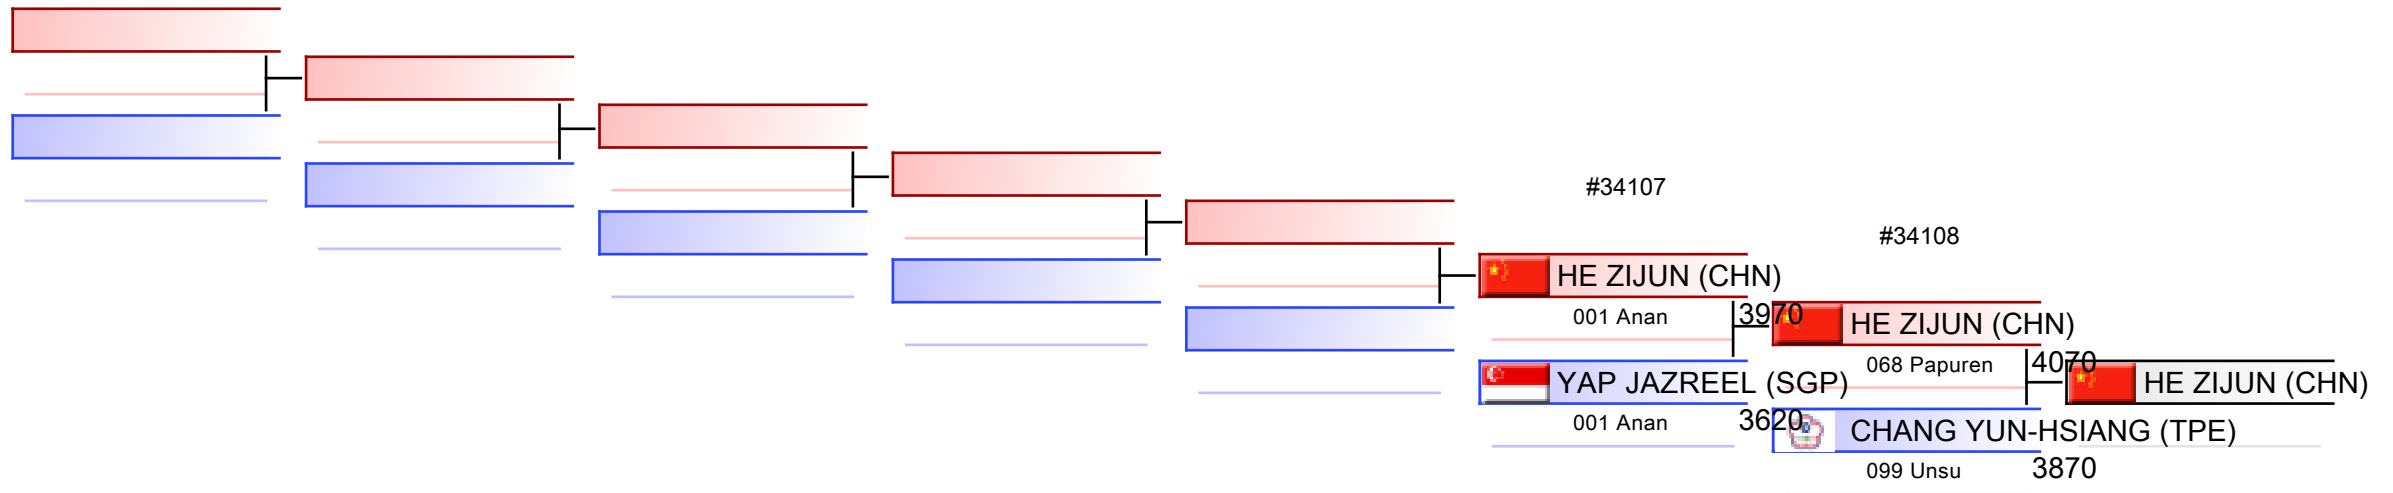 #34107
#34108
HE ZIJUN (CHN)
001 Anan
3970
HE ZIJUN (CHN)
068 Papuren
4070
YAP JAZREEL (SGP)
HE ZIJUN (CHN)
001 Anan
3620
CHANG YUN-HSIANG (TPE)
099 Unsu
3870